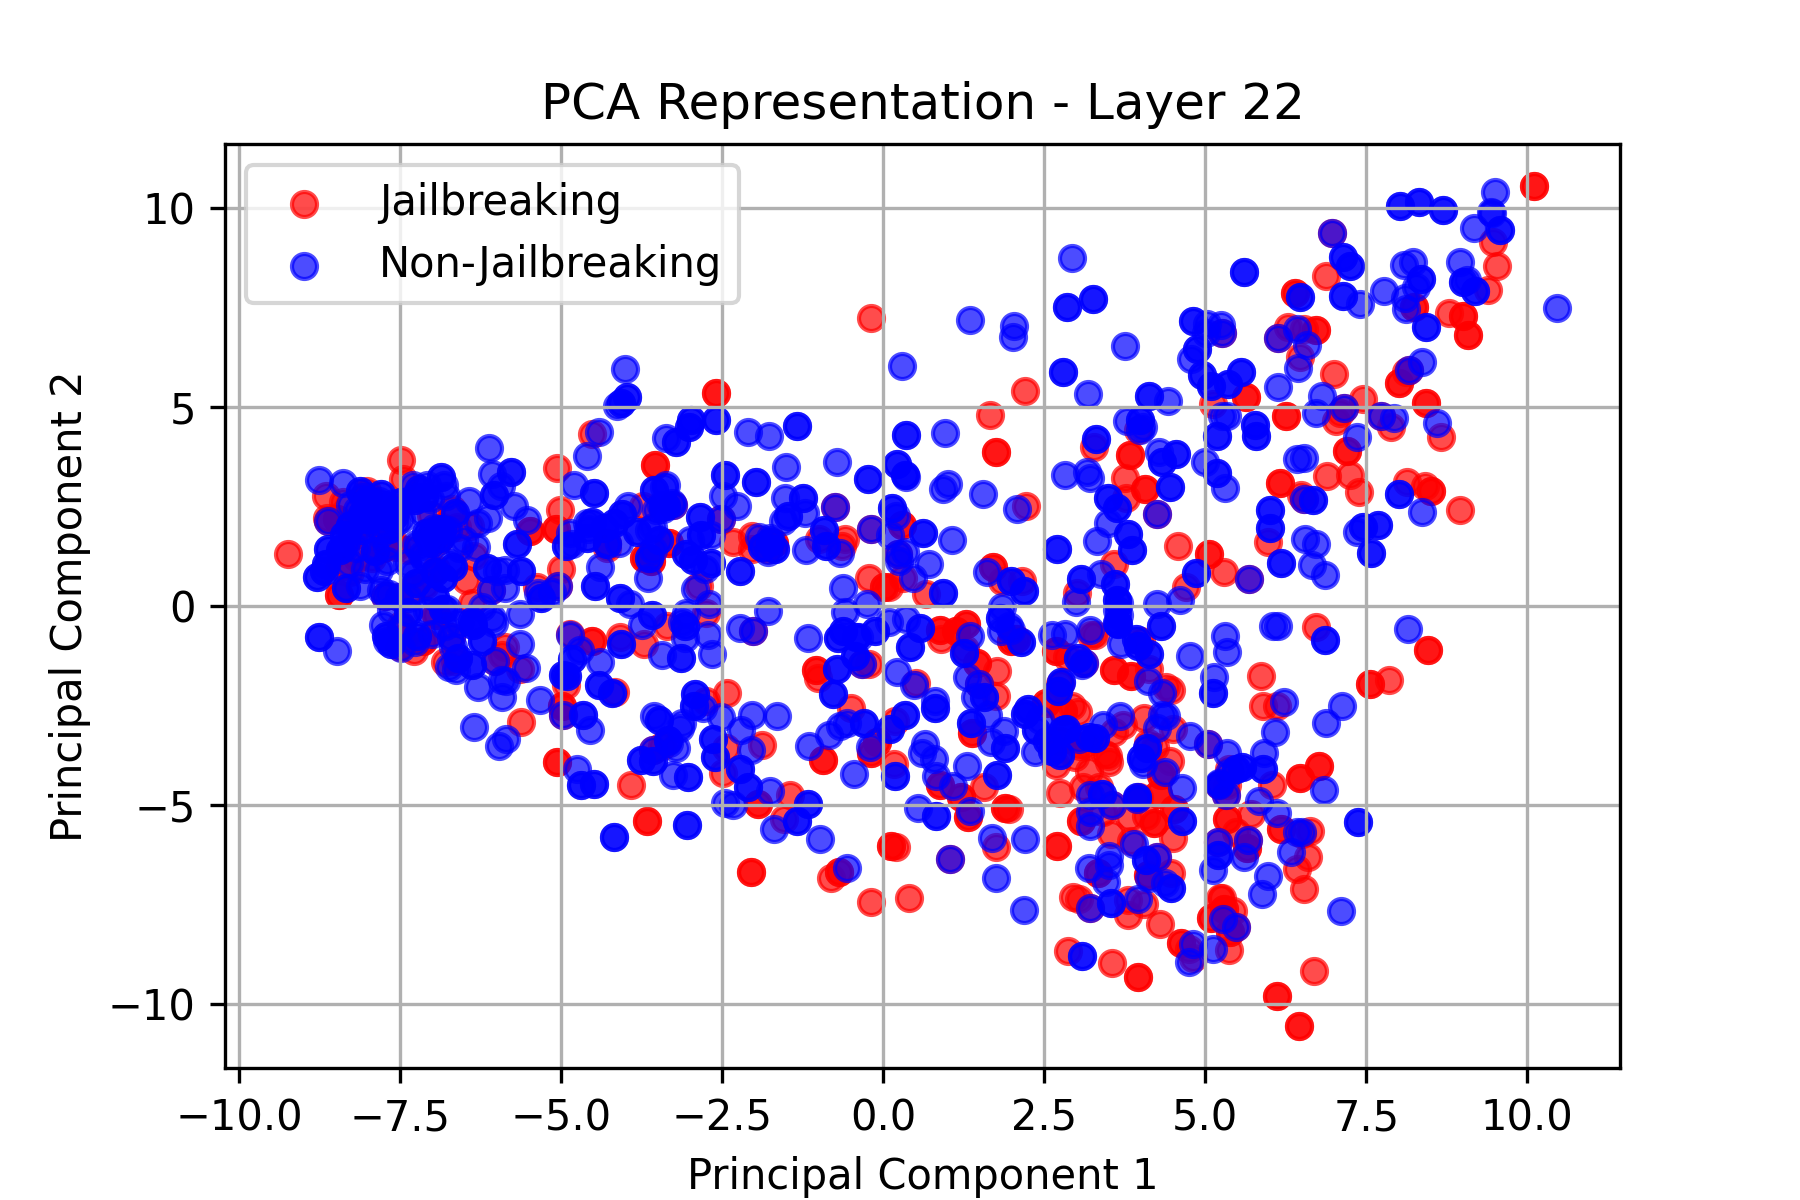 PCA Representation - Layer 22
Jailbreaking
Non-Jailbreaking
Principal Component 2
10
5
0
−5
−10
−10.0 −7.5 −5.0 −2.5 0.0 2.5 5.0 7.5 10.0
Principal Component 1